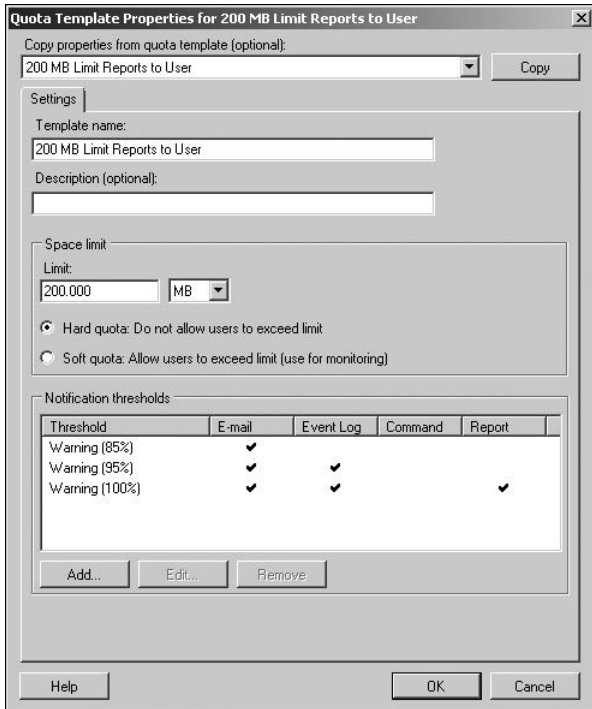 Quota Template Properties for 200 MB Limit Reports to User
Copy properties from quota template (optional):
200 MB Limit Reports to User
Copy
Settings
Template name:
200 MB Limit Reports to User
Description (optional):
Space limit
Limit:
200.000 MB
Hard quota: Do not allow users to exceed limit
Soft quota: Allow users to exceed limit (use for monitoring)
Notification thresholds
Threshold E-mail Event Log Command Report
Warning (85%)
Warning (95%)
Warning (100%)
Add... Edit... Remove
Help OK Cancel